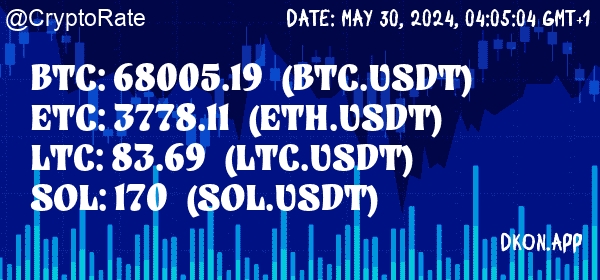 @CryptoRate
DATE: MAY 30, 2024, 04:05:04 GMT+1
BTC: 68005.19 (BTC.USDT)
ETC: 3778.11 (ETH.USDT)
LTC: 83.69 (LTC.USDT)
SOL: 170 (SOL.USDT)
DKON.APP